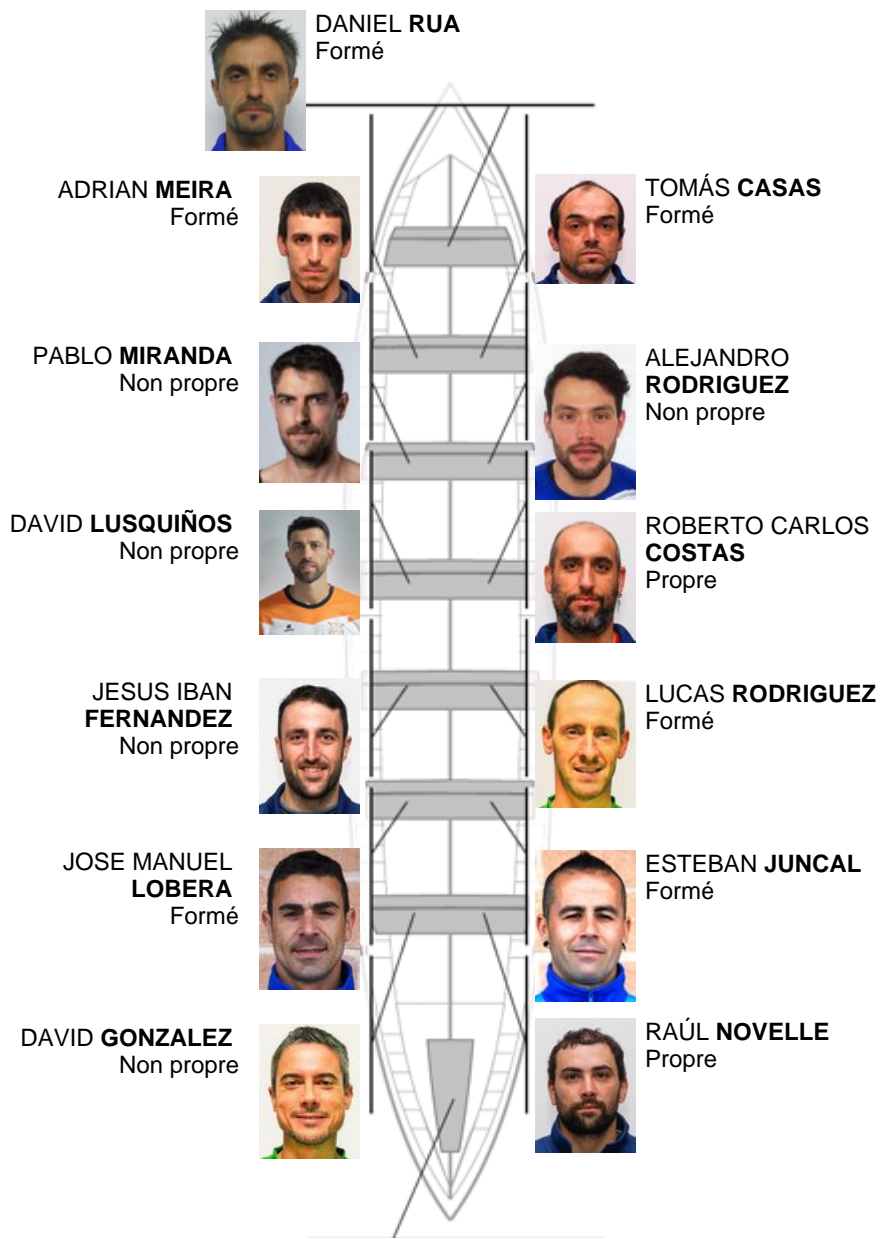 DANIEL RUA
Formé
ADRIAN MEIRA
Formé
TOMÁS CASAS
Formé
PABLO MIRANDA
Non propre
ALEJANDRO
RODRIGUEZ
Non propre
DAVID LUSQUIÑOS
Non propre
ROBERTO CARLOS
COSTAS
Propre
JESUS IBAN
FERNANDEZ
Non propre
LUCAS RODRIGUEZ
Formé
JOSE MANUEL
LOBERA
Formé
ESTEBAN JUNCAL
Formé
DAVID GONZALEZ
Non propre
RAÚL NOVELLE
Propre